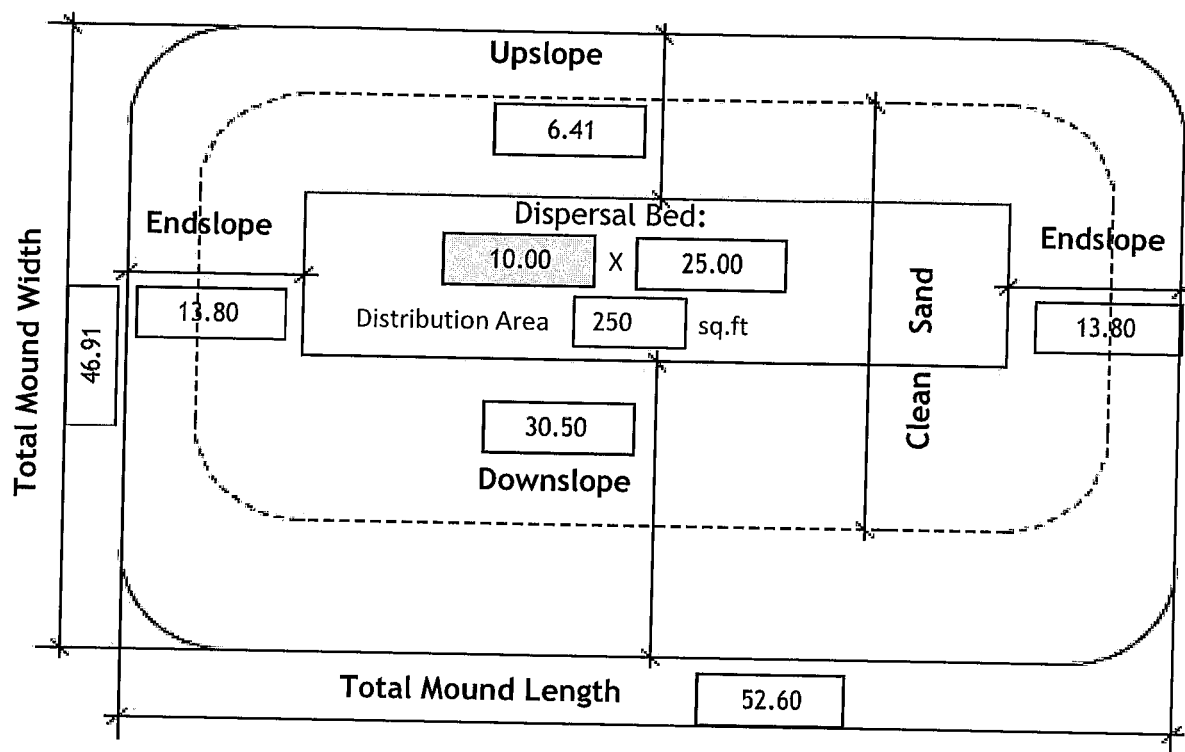 Upslope
6.41
Dispersal Bed:
10.00 X 25.00
Distribution Area 250 sq.ft
Endslope
13.80
Endslope
13.80
Clean Sand
30.50
Downslope
Total Mound Width
46.91
Total Mound Length 52.60